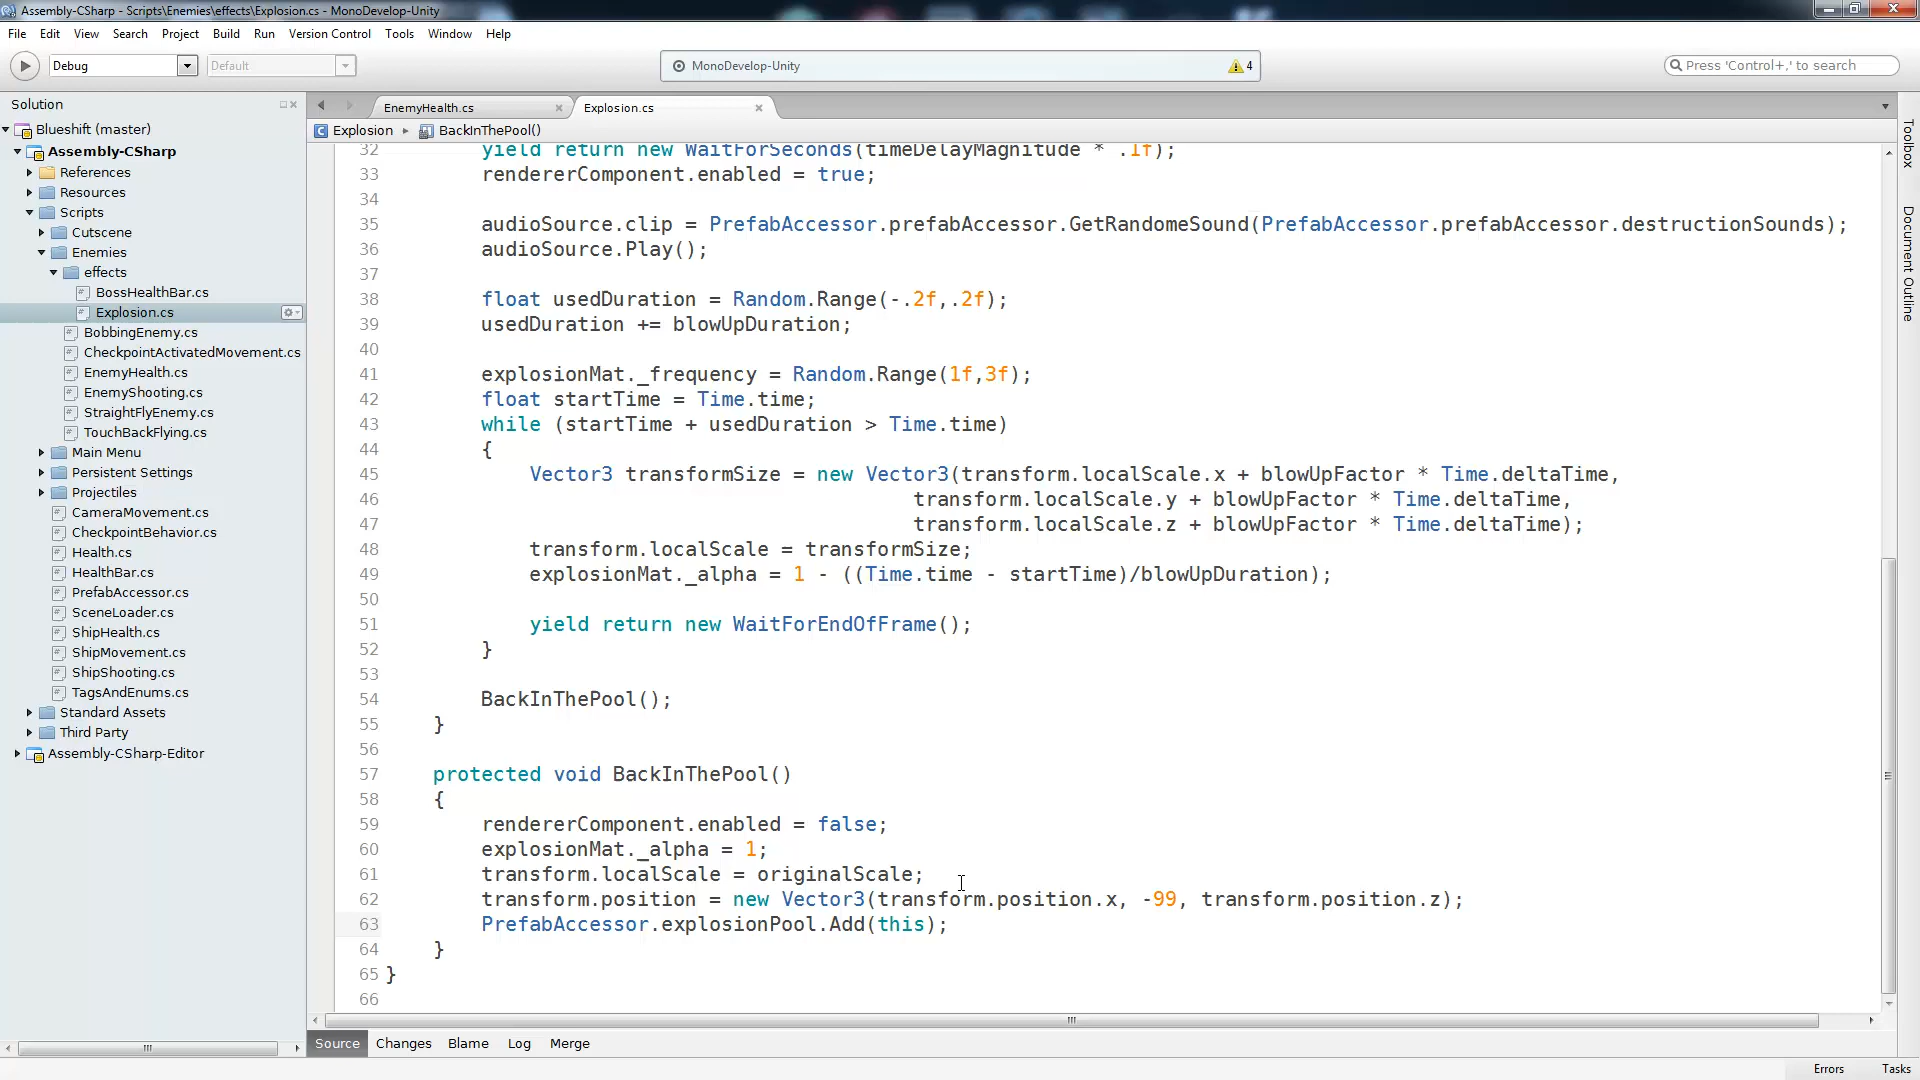 Assembly-CSharp - Scripts\Enemies\effects\Explosion.cs - MonoDevelop-Unity
File Edit View Search Project Build Run Version Control Tools Window Help
Debug Default MonoDevelop-Unity 4 Press 'Control+,' to search
Solution
Blueshift (master)
Assembly-CSharp
References
Resources
Scripts
Cutscene
Enemies
effects
BossHealthBar.cs
Explosion.cs
BobbingEnemy.cs
CheckpointActivatedMovement.cs
EnemyHealth.cs
EnemyShooting.cs
StraightFlyEnemy.cs
TouchBackFlying.cs
Main Menu
Persistent Settings
Projectiles
CameraMovement.cs
CheckpointBehavior.cs
Health.cs
HealthBar.cs
PrefabAccessor.cs
SceneLoader.cs
ShipHealth.cs
ShipMovement.cs
ShipShooting.cs
TagsAndEnums.cs
Standard Assets
Third Party
Assembly-CSharp-Editor
EnemyHealth.cs Explosion.cs
Explosion BackInThePool()
32 yield return new WaitForSeconds(timeDelayMagnitude * .1f);
33 rendererComponent.enabled = true;
34
35 audioSource.clip = PrefabAccessor.prefabAccessor.GetRandomeSound(PrefabAccessor.prefabAccessor.destructionSounds);
36 audioSource.Play();
37
38 float usedDuration = Random.Range(-.2f,.2f);
39 usedDuration += blowUpDuration;
40
41 explosionMat._frequency = Random.Range(1f,3f);
42 float startTime = Time.time;
43 while (startTime + usedDuration > Time.time)
44 {
45 Vector3 transformSize = new Vector3(transform.localScale.x + blowUpFactor * Time.deltaTime,
46 transform.localScale.y + blowUpFactor * Time.deltaTime,
47 transform.localScale.z + blowUpFactor * Time.deltaTime);
48 transform.localScale = transformSize;
49 explosionMat._alpha = 1 - ((Time.time - startTime)/blowUpDuration);
50
51 yield return new WaitForEndOfFrame();
52 }
53
54 BackInThePool();
55 }
56
57 protected void BackInThePool()
58 {
59 rendererComponent.enabled = false;
60 explosionMat._alpha = 1;
61 transform.localScale = originalScale;
62 transform.position = new Vector3(transform.position.x, -99, transform.position.z);
63 PrefabAccessor.explosionPool.Add(this);
64 }
65 }
66
Source Changes Blame Log Merge
Toolbox
Document Outline
Errors Tasks